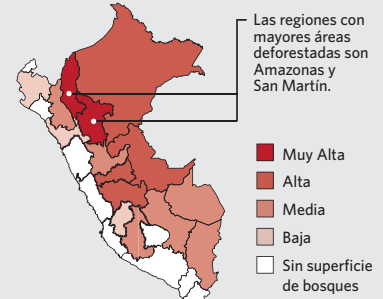 Las regiones con
mayores áreas
deforestadas son
Amazonas y
San Martín.
Muy Alta
Alta
Media
Baja
Sin superficie
de bosques